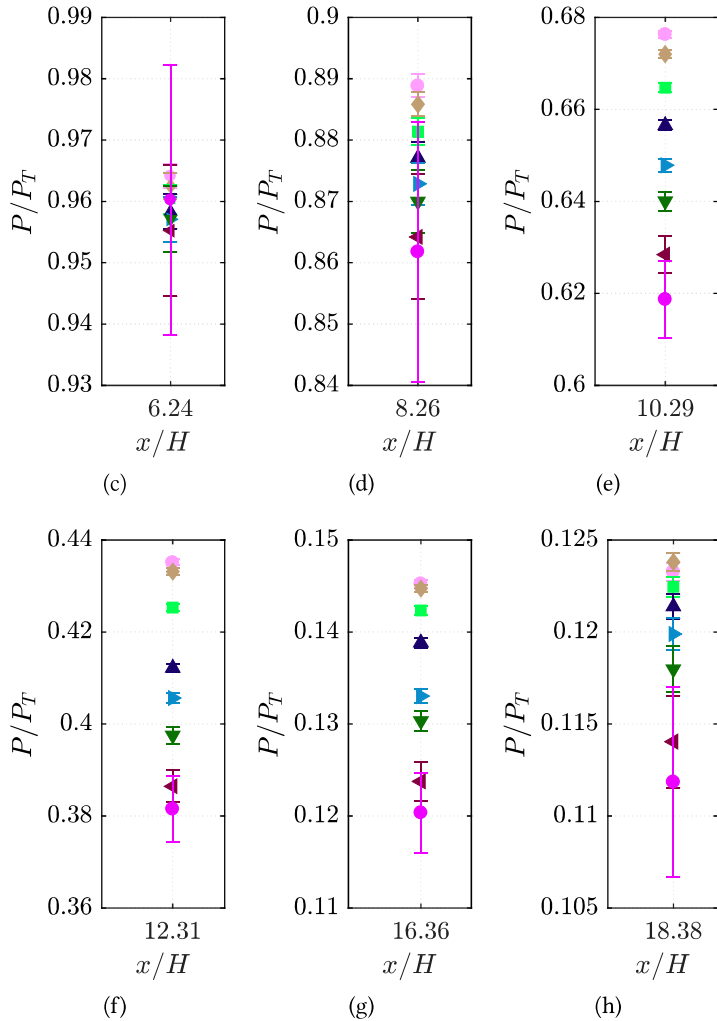 0.99
0.98
0.97
0.96
0.95
0.94
0.93
P/P_T
6.24
x/H
(c)
0.9
0.89
0.88
0.87
0.86
0.85
0.84
P/P_T
8.26
x/H
(d)
0.68
0.66
0.64
0.62
0.6
P/P_T
10.29
x/H
(e)
0.44
0.42
0.4
0.38
0.36
P/P_T
12.31
x/H
(f)
0.15
0.14
0.13
0.12
0.11
P/P_T
16.36
x/H
(g)
0.125
0.12
0.115
0.11
0.105
P/P_T
18.38
x/H
(h)